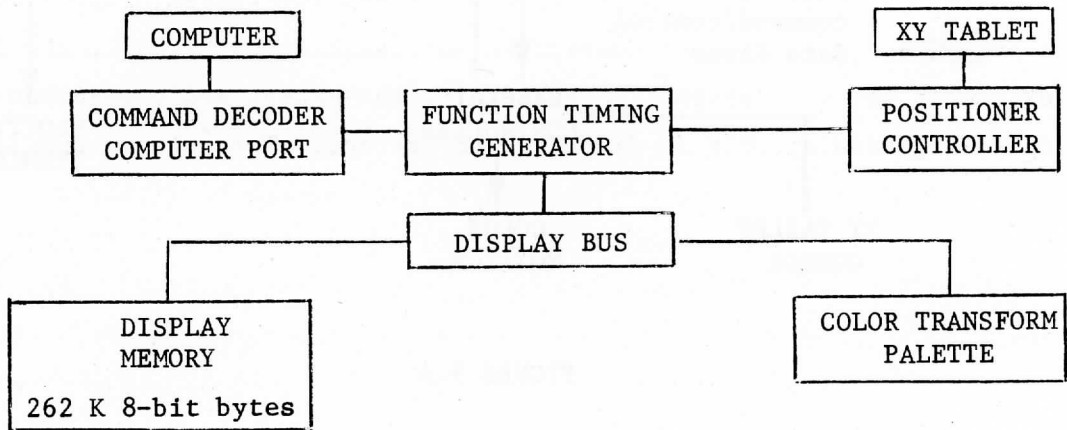 COMPUTER
XY TABLET
COMMAND DECODER
COMPUTER PORT
FUNCTION TIMING
GENERATOR
POSITIONER
CONTROLLER
DISPLAY BUS
DISPLAY
MEMORY
262 K 8-bit bytes
COLOR TRANSFORM
PALETTE